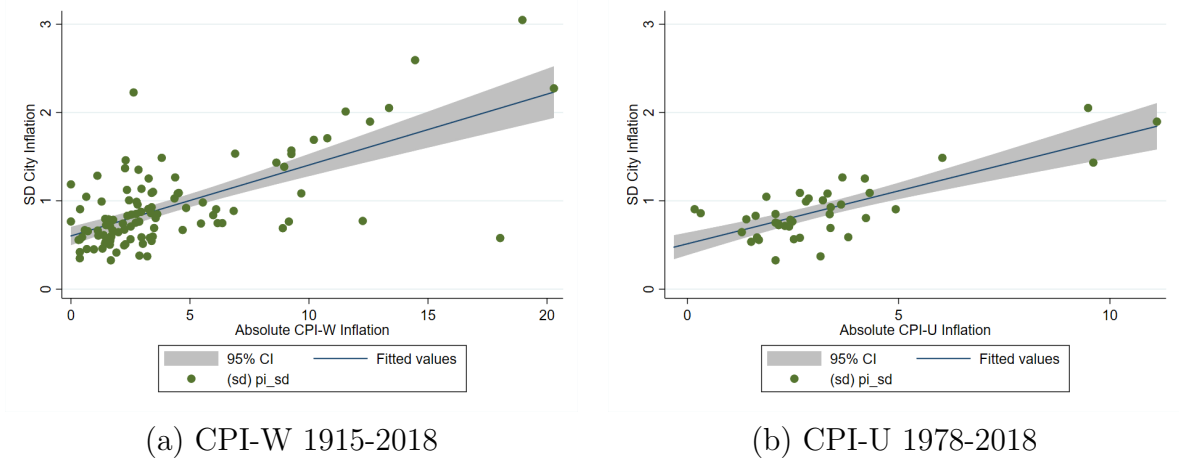 SD City Inflation
3
2
1
0
0
5
10
15
20
Absolute CPI-W Inflation
95% CI
Fitted values
(sd) pi_sd
(a) CPI-W 1915-2018
SD City Inflation
3
2
1
0
0
5
10
Absolute CPI-U Inflation
95% CI
Fitted values
(sd) pi_sd
(b) CPI-U 1978-2018